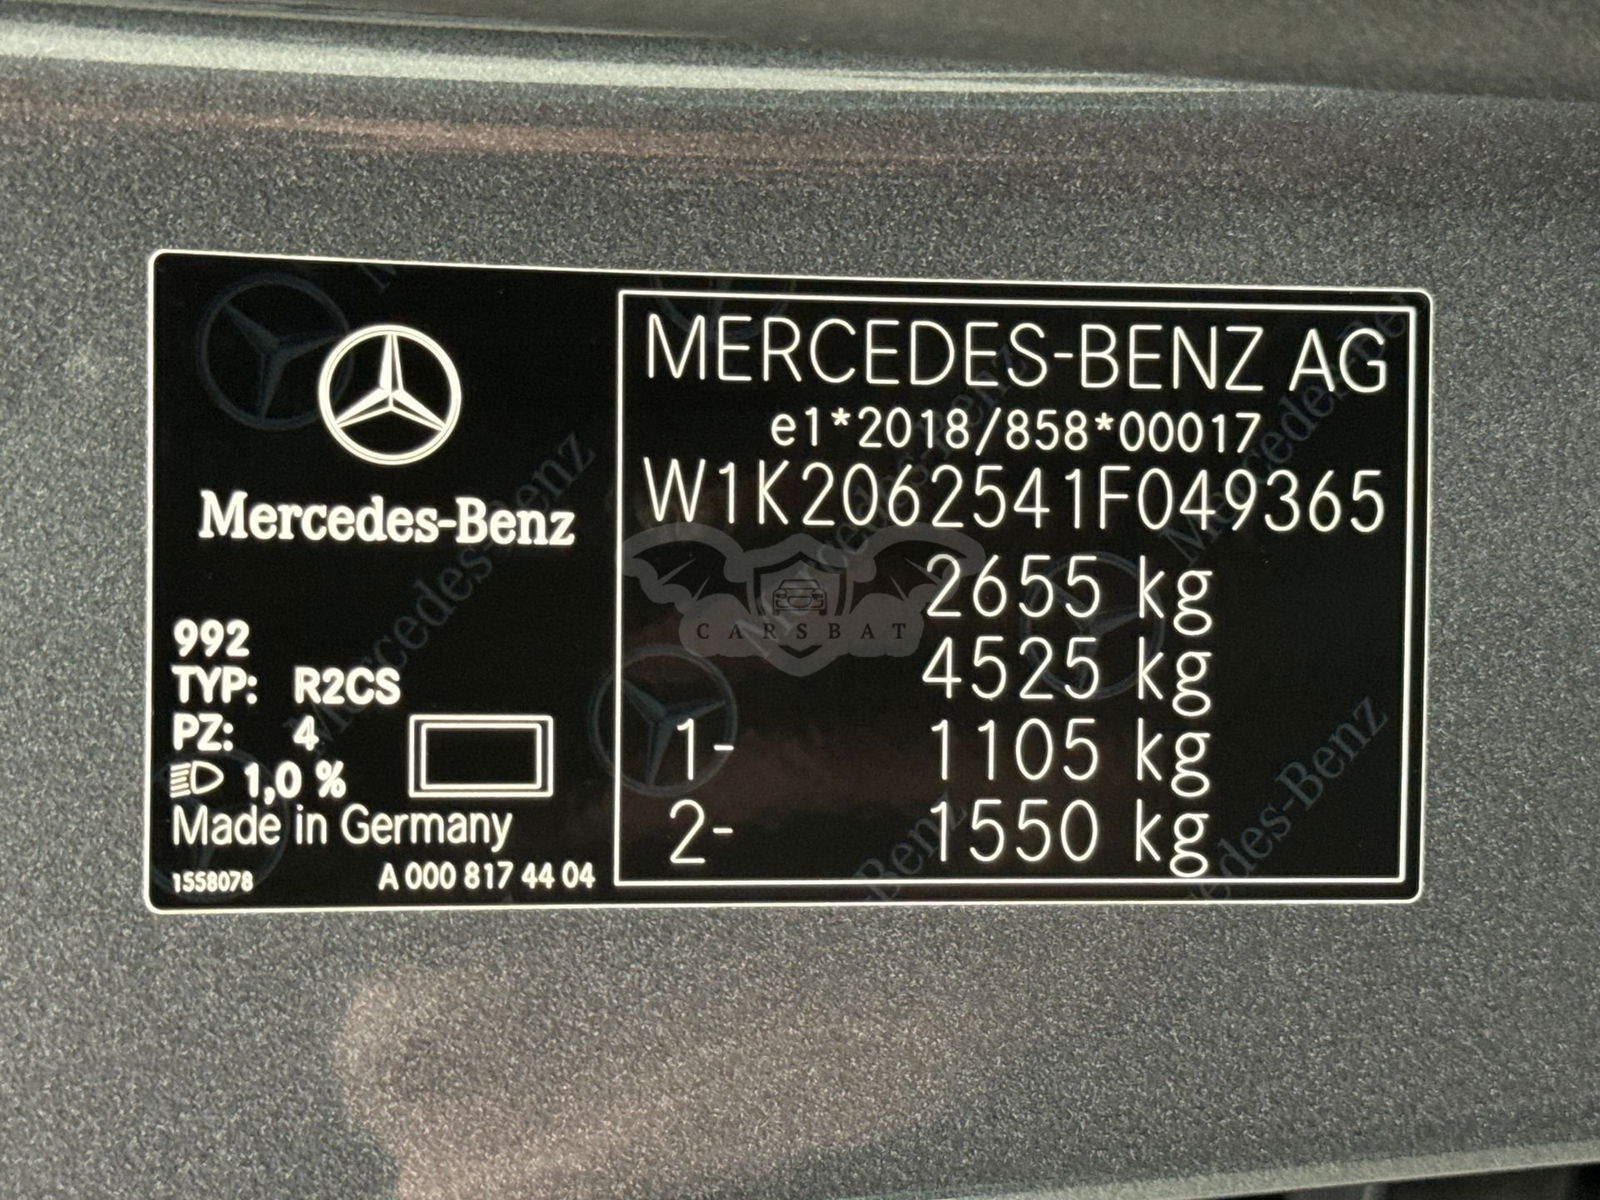 Mercedes-Benz
992
TYP: R2CS
PZ: 4
1,0 %
Made in Germany
1558078 A 000 817 44 04
MERCEDES-BENZ AG
e1*2018/858*00017
W1K2062541F049365
2655 kg
4525 kg
1- 1105 kg
2- 1550 kg
CARSBAT